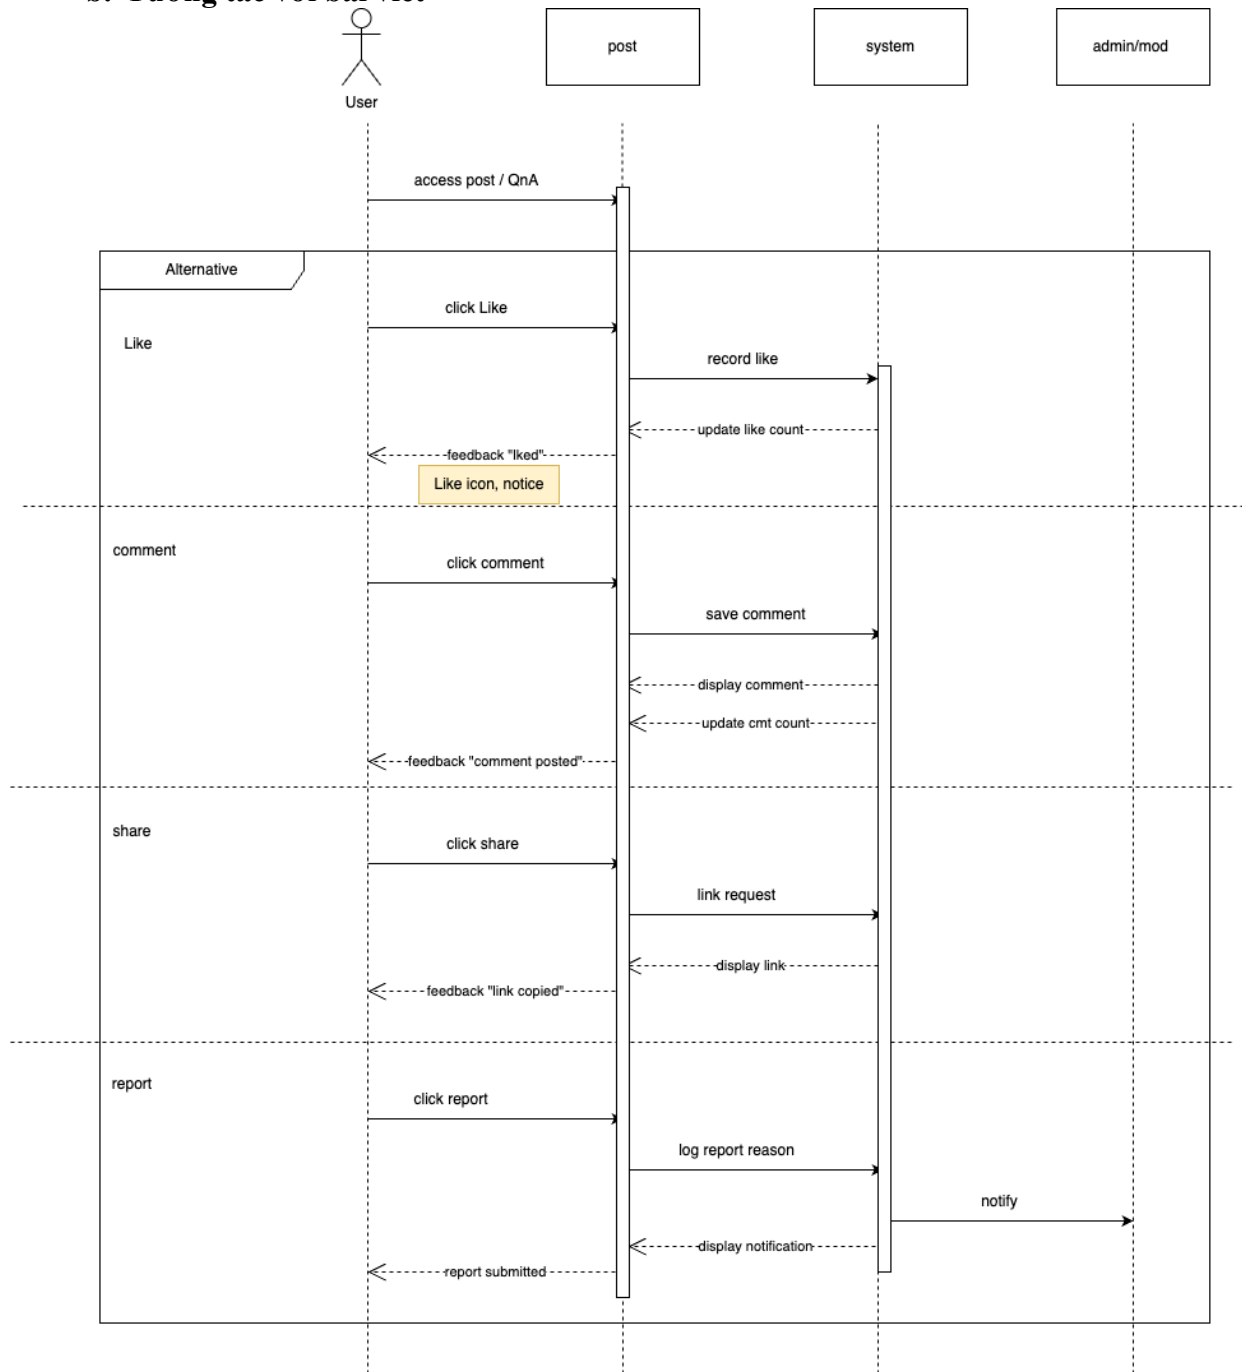 post
system
admin/mod
User
access post / QnA
Alternative
click Like
Like
record like
update like count
feedback "lked"
Like icon, notice
comment
click comment
save comment
display comment
update cmt count
feedback "comment posted"
share
click share
link request
display link
feedback "link copied"
report
click report
log report reason
notify
display notification
report submitted